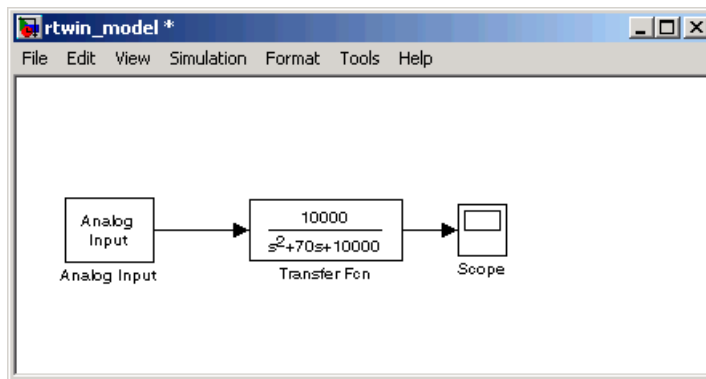 rtwin_model *
File Edit View Simulation Format Tools Help
Analog
Input
Analog Input
10000
s²+70s+10000
Transfer Fcn
Scope